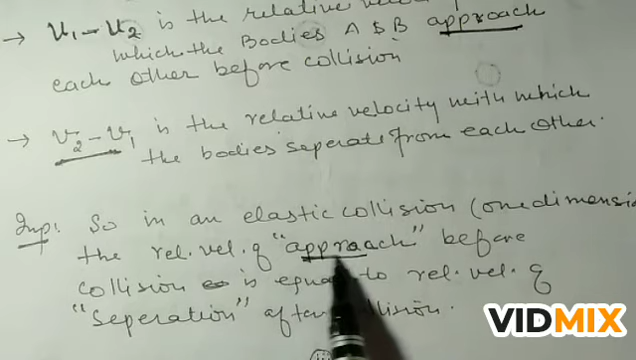 → u₁-u₂ is the relative
which the Bodies A & B approach
each other before collision
→ v₂-v₁ is the relative velocity with which
the bodies seperate from each other.
Imp: So in an elastic collision (one dimensi
the rel. vel. of "approach" before
collision is equal to rel. vel. of
"Seperation" after collision.
VIDMIX